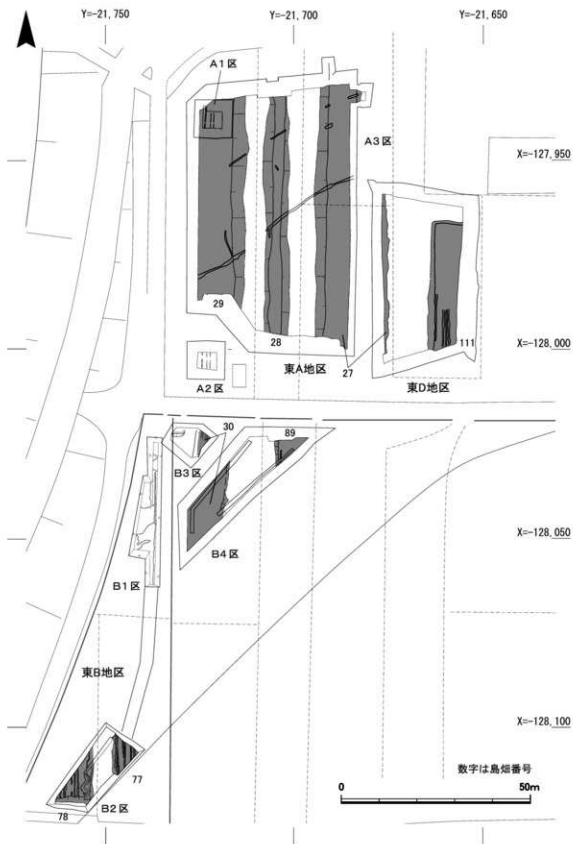 Y=-21,750
Y=-21,700
Y=-21,650
A1区
A3区
X=-127,950
29
28
27
111
X=-128,000
東A地区
東D地区
A2区
30
89
B3区
X=-128,050
B4区
B1区
東B地区
X=-128,100
77
78
B2区
数字は島畑番号
0
50m